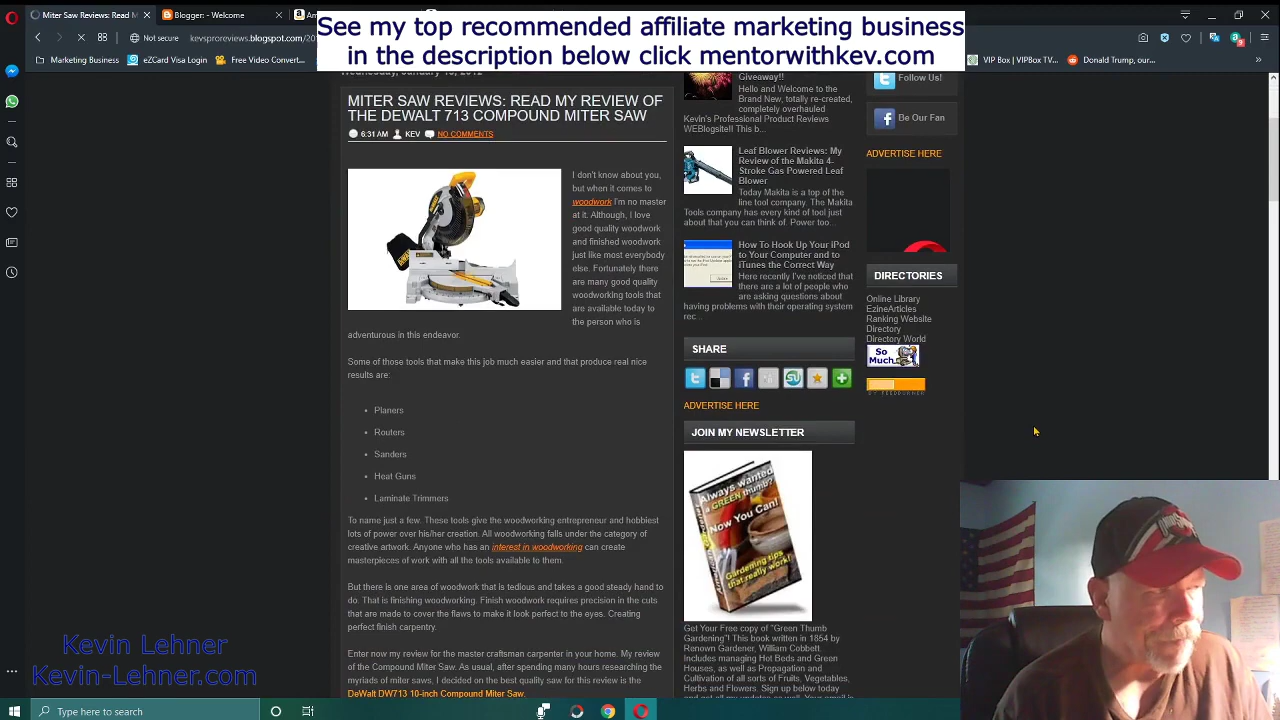 See my top recommended affiliate marketing business
in the description below click mentorwithkev.com
Not secure
kevsproreviews.com/20
VIP Box | VIPTV
Donald Trump, our...
MITER SAW REVIEWS: READ MY REVIEW OF
THE DEWALT 713 COMPOUND MITER SAW
6:31 AM KEV NO COMMENTS
I don't know about you,
but when it comes to
woodwork I'm no master
at it. Although, I love
good quality woodwork
and finished woodwork
just like most everybody
else. Fortunately there
are many good quality
woodworking tools that
are available today to
the person who is
adventurous in this endeavor.
Some of those tools that make this job much easier and that produce real nice
results are:
Planers
Routers
Sanders
Heat Guns
Laminate Trimmers
To name just a few. These tools give the woodworking entrepreneur and hobbiest
lots of power over his/her creation. All woodworking falls under the category of
creative artwork. Anyone who has an interest in woodworking can create
masterpieces of work with all the tools available to them.
But there is one area of woodwork that is tedious and takes a good steady hand to
do. That is finishing woodworking. Finish woodwork requires precision in the cuts
that are made to cover the flaws to make it look perfect to the eyes. Creating
perfect finish carpentry.
Enter now my review for the master craftsman carpenter in your home. My review
of the Compound Miter Saw. As usual, after spending many hours researching the
myriads of miter saws, I decided on the best quality saw for this review is the
DeWalt DW713 10-inch Compound Miter Saw.
Giveaway!!
Hello and Welcome to the
Brand New, totally re-created,
completely overhauled
Kevin's Professional Product Reviews
WEBlogsite!! This b...
Leaf Blower Reviews: My
Review of the Makita 4-
Stroke Gas Powered Leaf
Blower
Today Makita is a top of the
line tool company. The Makita
Tools company has every kind of tool just
about that you can think of. Power too...
How To Hook Up Your iPod
to Your Computer and to
iTunes the Correct Way
Here recently I've noticed that
there are a lot of people who
are asking questions about
having problems with their operating system
rec...
SHARE
ADVERTISE HERE
JOIN MY NEWSLETTER
Always wanted
a GREEN thumb?
Now You Can!
Gardening tips
that really work!
Get Your Free copy of "Green Thumb
Gardening"! This book written in 1854 by
Renown Gardener, William Cobbett.
Includes managing Hot Beds and Green
Houses, as well as Propagation and
Cultivation of all sorts of Fruits, Vegetables,
Herbs and Flowers. Sign up below today
Follow Us!
Be Our Fan
ADVERTISE HERE
DIRECTORIES
Online Library
EzineArticles
Ranking Website
Directory
Directory World
So
Much...
BY FEEDBURNER
Kevin Lehner
KevinLehner.com
Type here to search